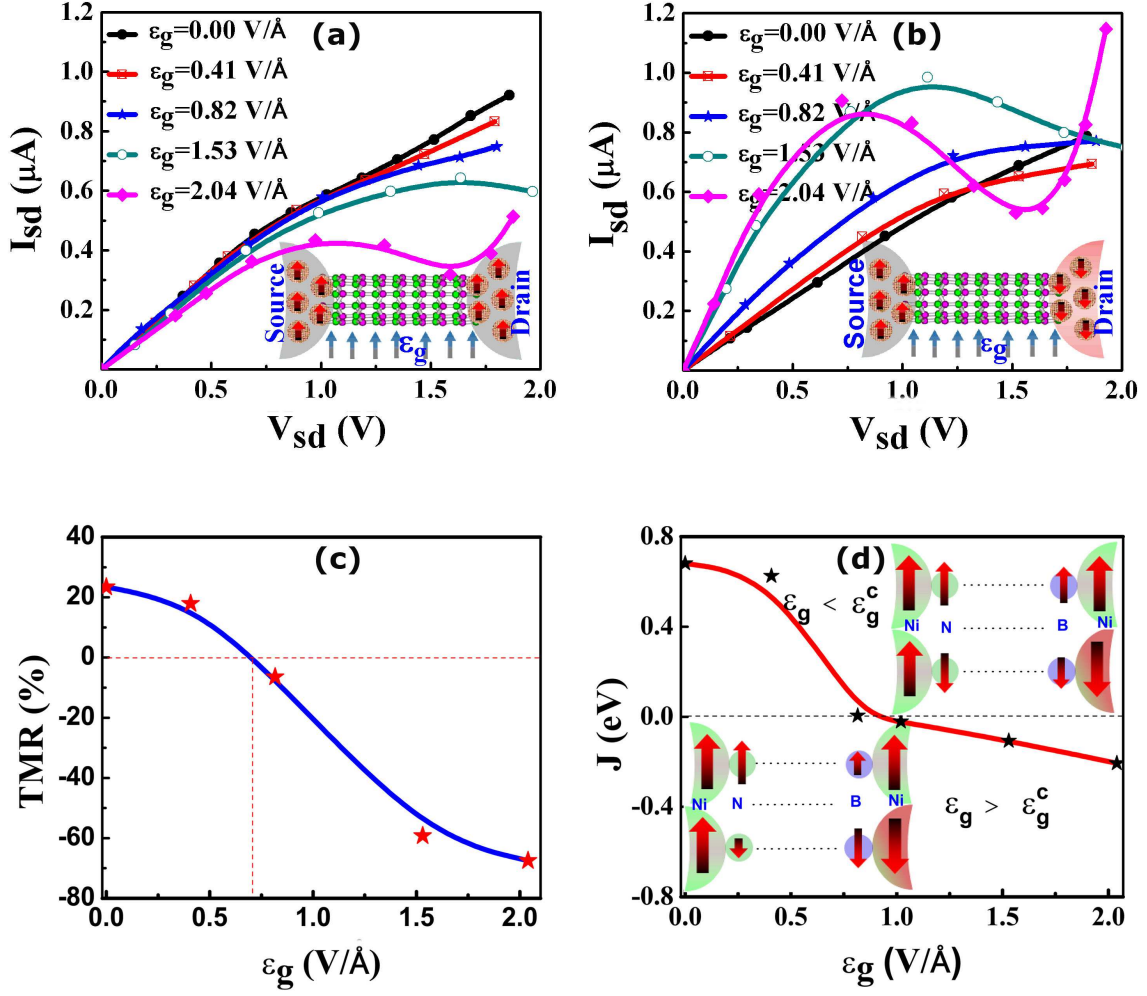 (a)
εg=0.00 V/Å
εg=0.41 V/Å
εg=0.82 V/Å
εg=1.53 V/Å
εg=2.04 V/Å
1.2
1.0
0.8
0.6
0.4
0.2
0.0 0.5 1.0 1.5 2.0
Isd (μA)
Vsd (V)
Source
Drain
εg
(b)
εg=0.00 V/Å
εg=0.41 V/Å
εg=0.82 V/Å
εg=1.53 V/Å
εg=2.04 V/Å
1.2
1.0
0.8
0.6
0.4
0.2
0.0 0.5 1.0 1.5 2.0
Isd (μA)
Vsd (V)
Source
Drain
εg
(c)
40
20
0
-20
-40
-60
-80
0.0 0.5 1.0 1.5 2.0
TMR (%)
εg (V/Å)
(d)
0.8
0.4
0.0
-0.4
-0.8
0.0 0.5 1.0 1.5 2.0
J (eV)
εg (V/Å)
εg < εgc
Ni N B Ni
Ni N B Ni
εg > εgc